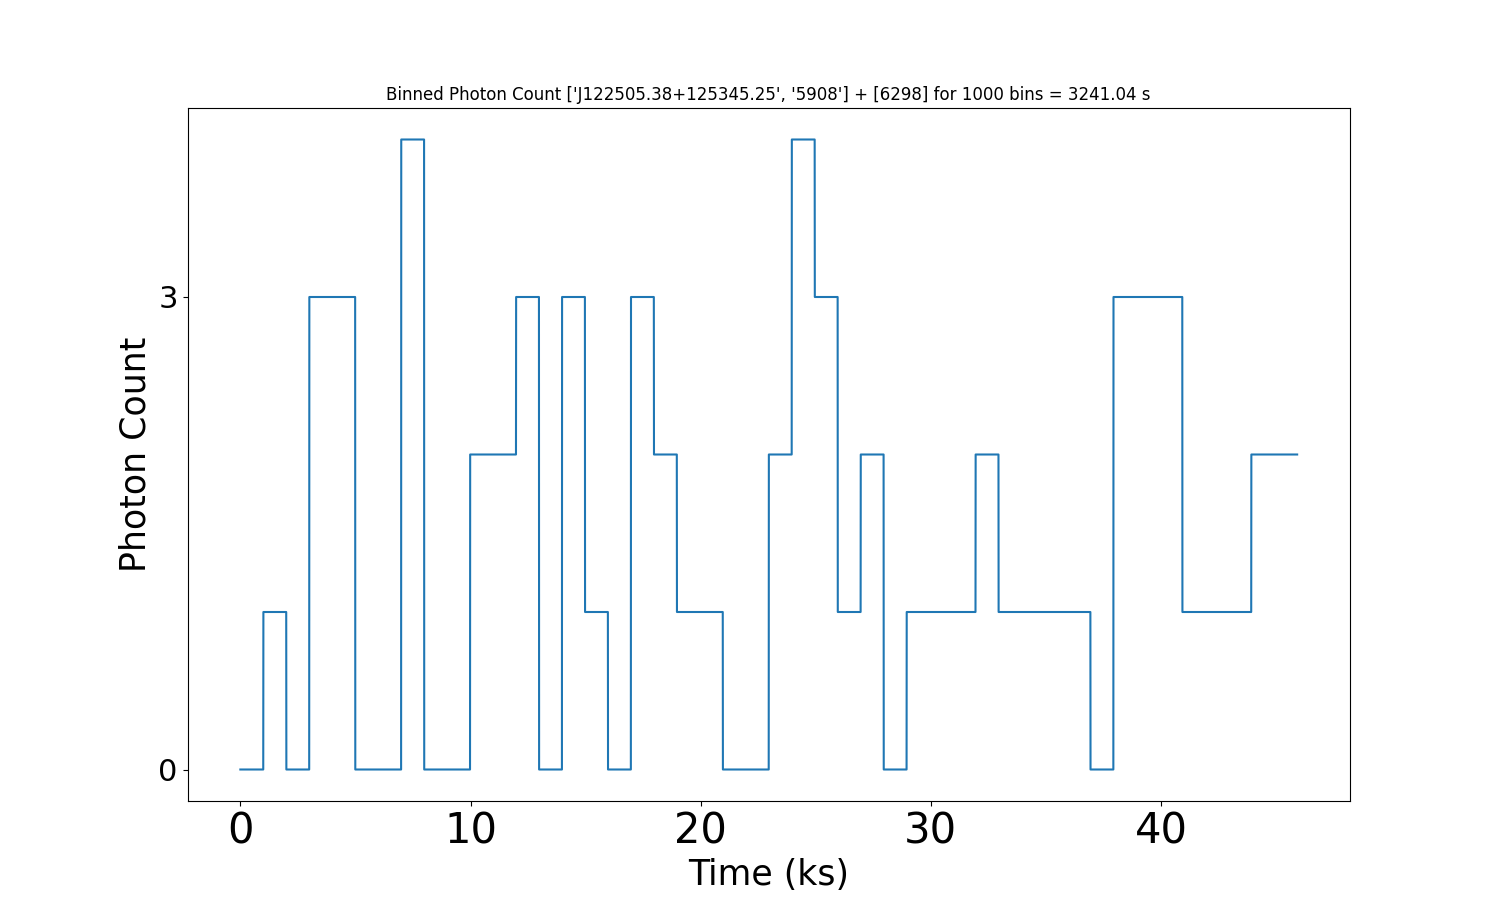 Binned Photon Count ['J122505.38+125345.25', '5908'] + [6298] for 1000 bins = 3241.04 s
Photon Count
3
0
0 10 20 30 40
Time (ks)